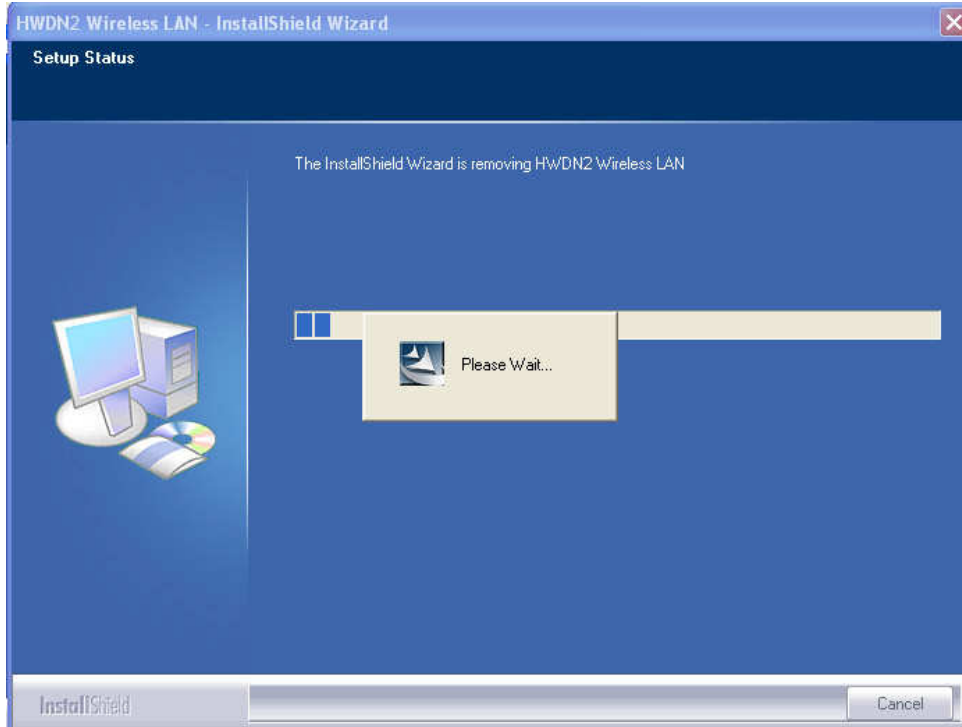 HWDN2 Wireless LAN - InstallShield Wizard
Setup Status
The InstallShield Wizard is removing HWDN2 Wireless LAN
Please Wait...
InstallShield
Cancel